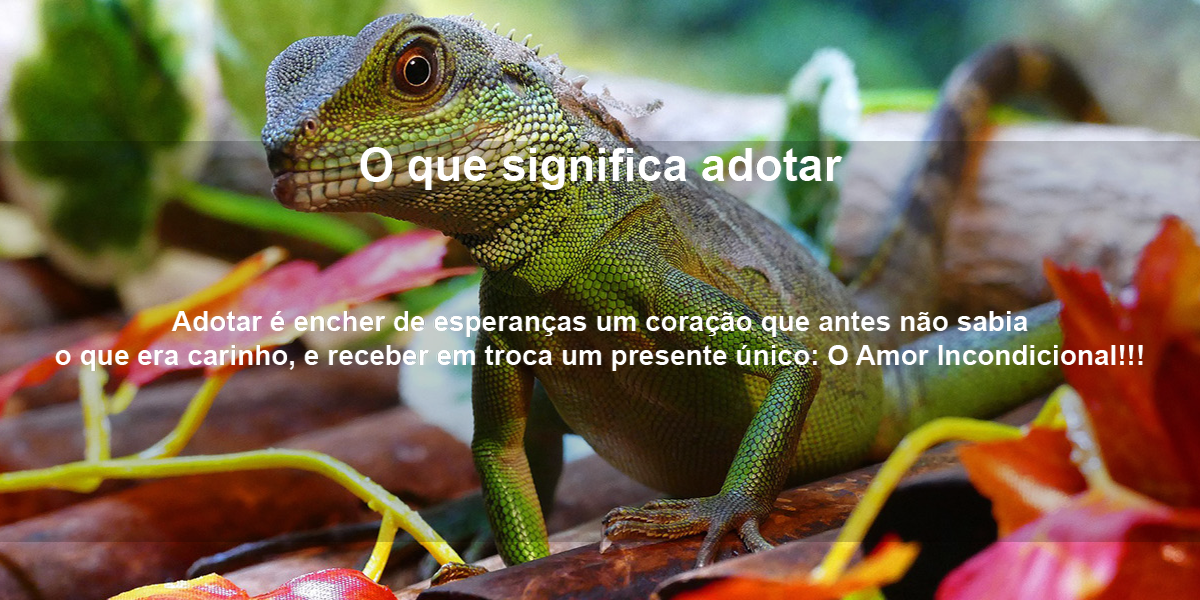 O que significa adotar
Adotar é encher de esperanças um coração que antes não sabia
o que era carinho, e receber em troca um presente único: O Amor Incondicional!!!